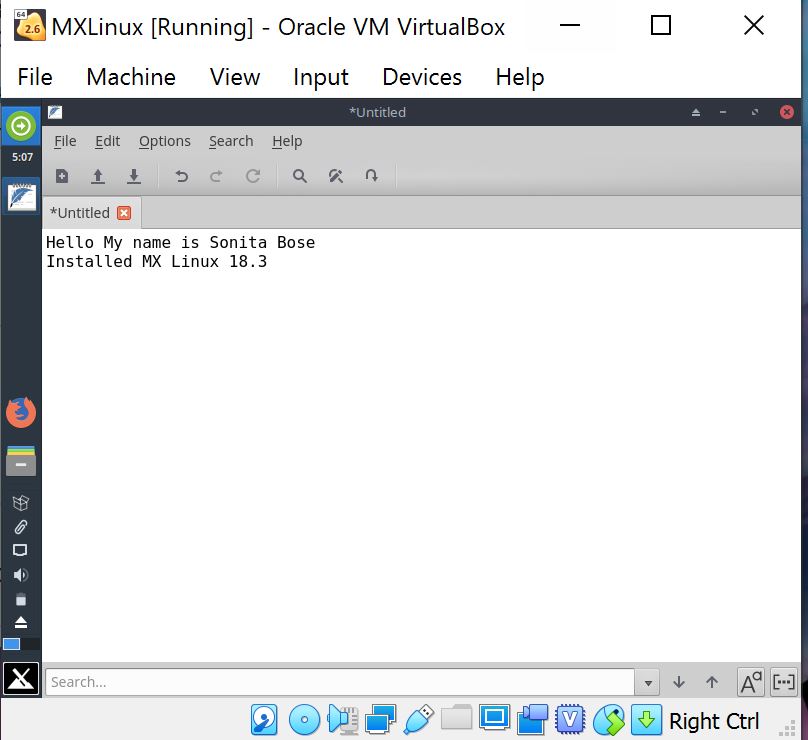 64
2.6
MXLinux [Running] - Oracle VM VirtualBox
File Machine View Input Devices Help
*Untitled
5:07
File Edit Options Search Help
*Untitled
Hello My name is Sonita Bose
Installed MX Linux 18.3
Search...
Aa
V
Right Ctrl